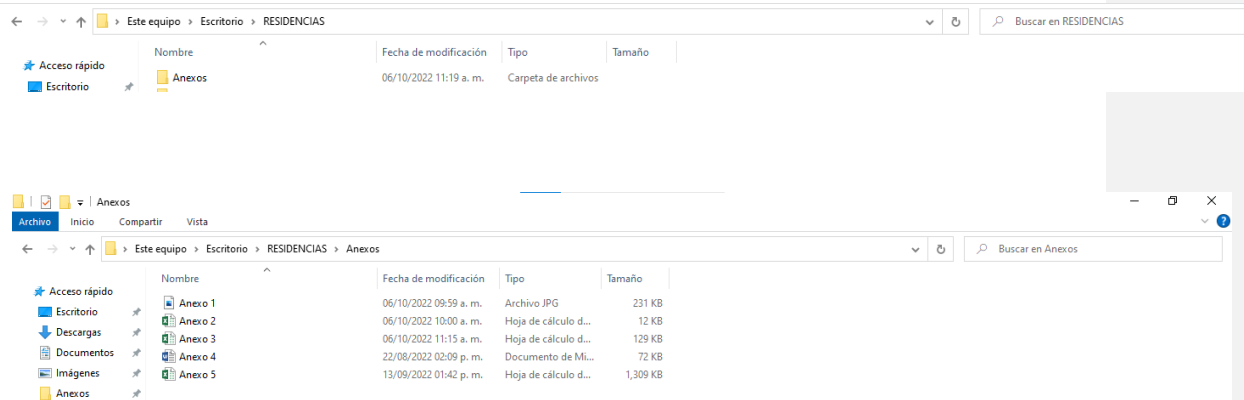 Este equipo > Escritorio > RESIDENCIAS Buscar en RESIDENCIAS
Nombre Fecha de modificación Tipo Tamaño
Acceso rápido
Anexos 06/10/2022 11:19 a. m. Carpeta de archivos
Escritorio
Anexos
Archivo Inicio Compartir Vista
Este equipo > Escritorio > RESIDENCIAS > Anexos Buscar en Anexos
Nombre Fecha de modificación Tipo Tamaño
Acceso rápido
Anexo 1 06/10/2022 09:59 a. m. Archivo JPG 231 KB
Escritorio
Anexo 2 06/10/2022 10:00 a. m. Hoja de cálculo d... 12 KB
Descargas
Anexo 3 06/10/2022 11:15 a. m. Hoja de cálculo d... 129 KB
Documentos
Anexo 4 22/08/2022 02:09 p. m. Documento de Mi... 72 KB
Imágenes
Anexo 5 13/09/2022 01:42 p. m. Hoja de cálculo d... 1,309 KB
Anexos